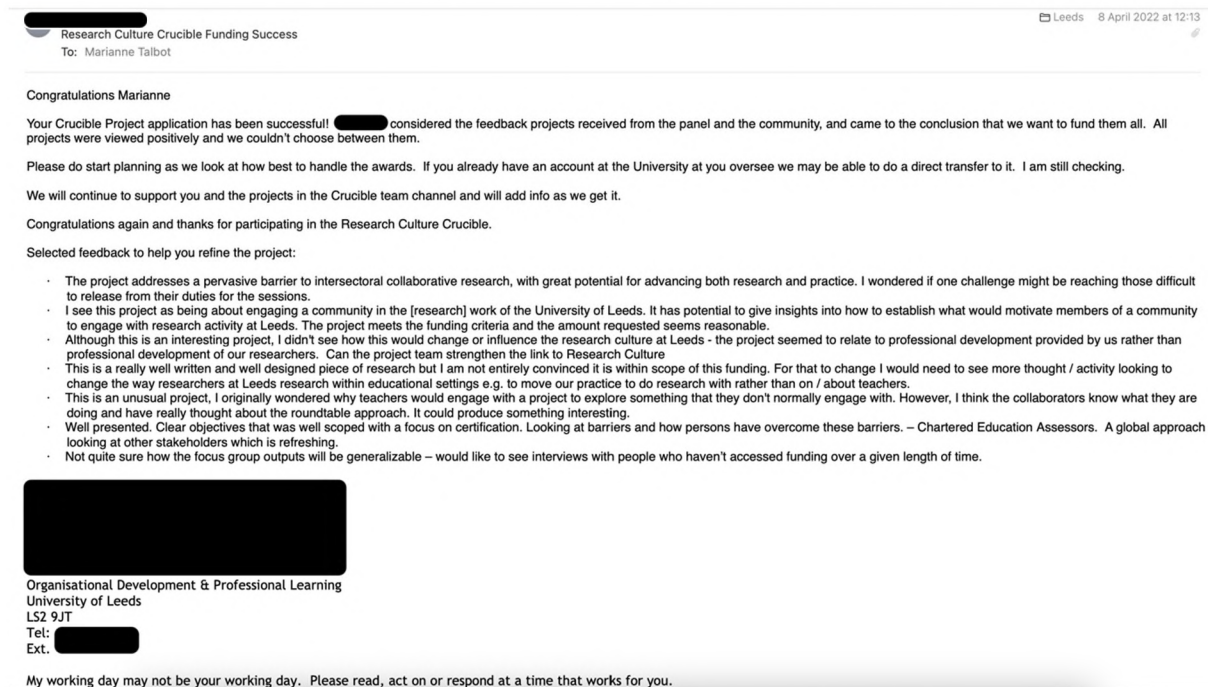 Leeds 8 April 2022 at 12:13
Research Culture Crucible Funding Success
To: Marianne Talbot
Congratulations Marianne
Your Crucible Project application has been successful! considered the feedback projects received from the panel and the community, and came to the conclusion that we want to fund them all. All
projects were viewed positively and we couldn't choose between them.
Please do start planning as we look at how best to handle the awards. If you already have an account at the University at you oversee we may be able to do a direct transfer to it. I am still checking.
We will continue to support you and the projects in the Crucible team channel and will add info as we get it.
Congratulations again and thanks for participating in the Research Culture Crucible.
Selected feedback to help you refine the project:
· The project addresses a pervasive barrier to intersectoral collaborative research, with great potential for advancing both research and practice. I wondered if one challenge might be reaching those difficult
to release from their duties for the sessions.
· I see this project as being about engaging a community in the [research] work of the University of Leeds. It has potential to give insights into how to establish what would motivate members of a community
to engage with research activity at Leeds. The project meets the funding criteria and the amount requested seems reasonable.
· Although this is an interesting project, I didn't see how this would change or influence the research culture at Leeds - the project seemed to relate to professional development provided by us rather than
professional development of our researchers. Can the project team strengthen the link to Research Culture
· This is a really well written and well designed piece of research but I am not entirely convinced it is within scope of this funding. For that to change I would need to see more thought / activity looking to
change the way researchers at Leeds research within educational settings e.g. to move our practice to do research with rather than on / about teachers.
· This is an unusual project, I originally wondered why teachers would engage with a project to explore something that they don't normally engage with. However, I think the collaborators know what they are
doing and have really thought about the roundtable approach. It could produce something interesting.
· Well presented. Clear objectives that was well scoped with a focus on certification. Looking at barriers and how persons have overcome these barriers. – Chartered Education Assessors. A global approach
looking at other stakeholders which is refreshing.
· Not quite sure how the focus group outputs will be generalizable – would like to see interviews with people who haven't accessed funding over a given length of time.
Organisational Development & Professional Learning
University of Leeds
LS2 9JT
Tel:
Ext.
My working day may not be your working day. Please read, act on or respond at a time that works for you.